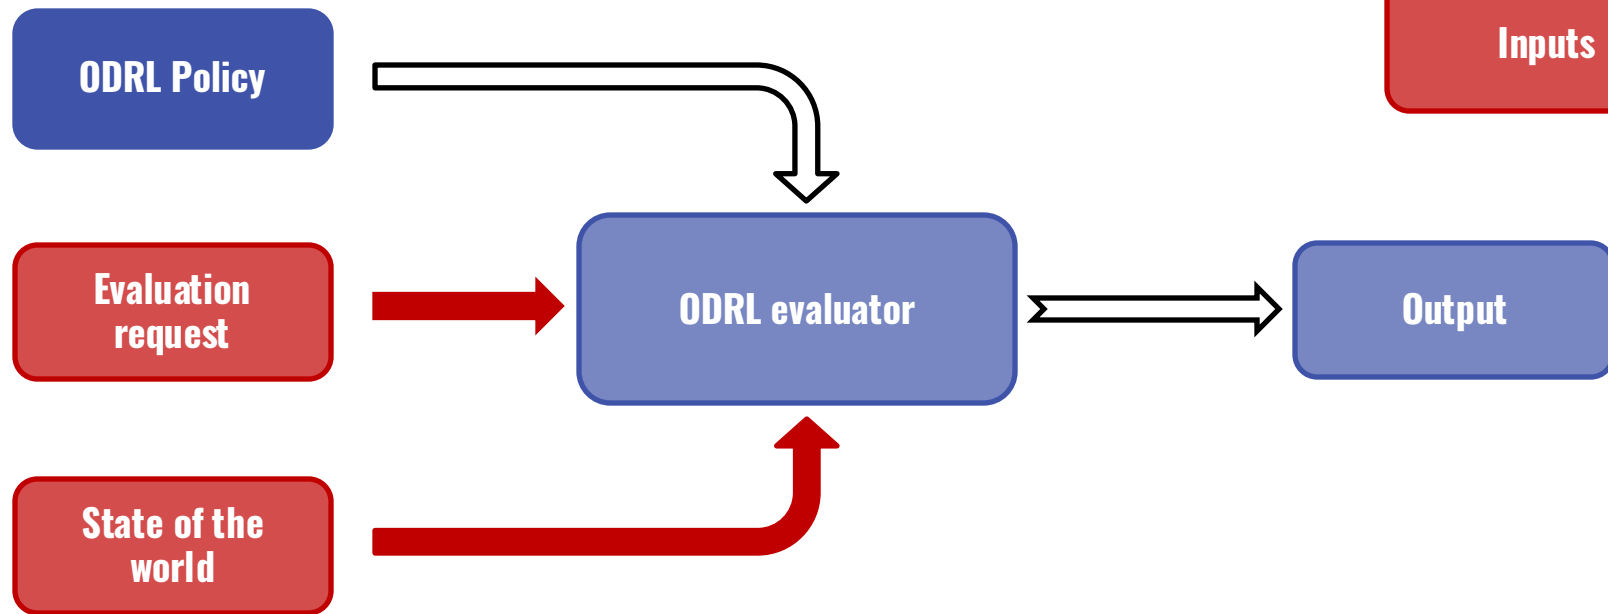 ODRL Policy
Inputs
Evaluation
request
ODRL evaluator
Output
State of the
world